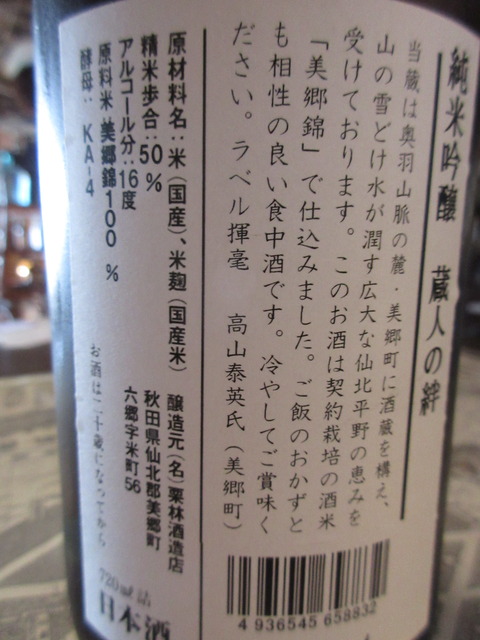 純米吟醸 蔵人の絆
当蔵は奥羽山脈の麓・美郷町に酒蔵を構え、
山の雪どけ水が潤す広大な仙北平野の恵みを
受けております。このお酒は契約栽培の酒米
「美郷錦」で仕込みました。ご飯のおかずと
も相性の良い食中酒です。冷やしてご賞味く
ださい。ラベル揮毫 高山泰英氏(美郷町)
原材料名:米(国産)、米麹(国産米)
精米歩合:50%
アルコール分:16度
原料米 美郷錦100%
酵母: KA-4
醸造元(名)栗林酒造店
秋田県仙北郡美郷町
六郷字米町56
お酒は二十歳になってから
720ml詰
日本酒
4 936545 658832